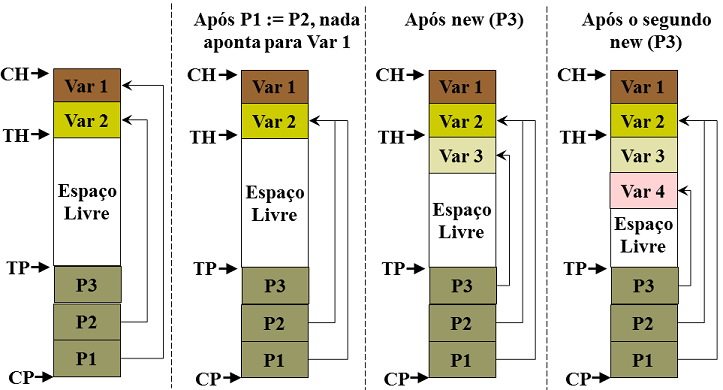 CH
Var 1
Var 2
TH
Espaço
Livre
TP
P3
P2
P1
CP
Após P1 := P2, nada
aponta para Var 1
CH
Var 1
Var 2
TH
Espaço
Livre
TP
P3
P2
P1
CP
Após new (P3)
CH
Var 1
Var 2
TH
Var 3
Espaço
Livre
TP
P3
P2
P1
CP
Após o segundo
new (P3)
CH
Var 1
Var 2
TH
Var 3
Var 4
Espaço
Livre
TP
P3
P2
P1
CP